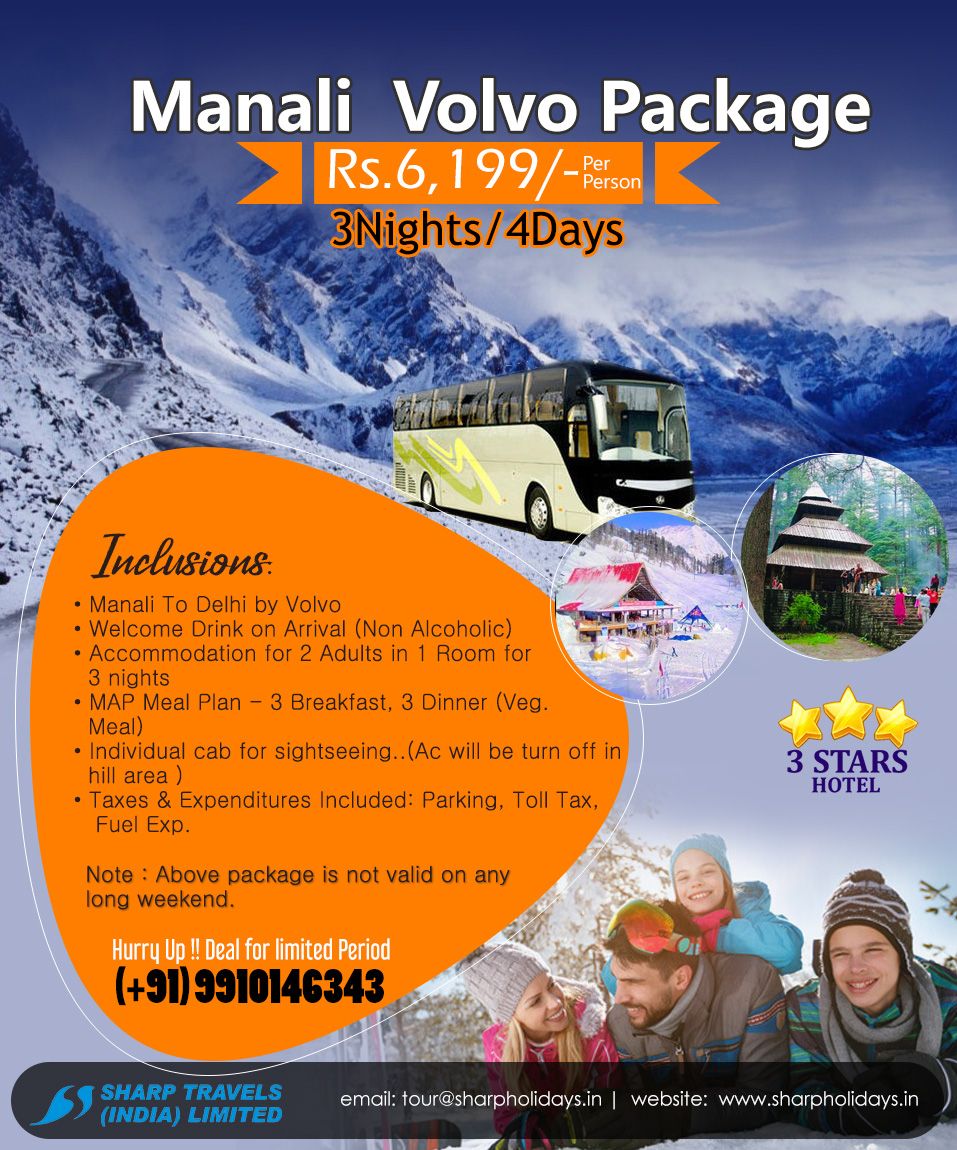 Manali Volvo Package
Rs.6,199/- Per Person
3Nights/4Days
Inclusions:
• Manali To Delhi by Volvo
• Welcome Drink on Arrival (Non Alcoholic)
• Accommodation for 2 Adults in 1 Room for
3 nights
• MAP Meal Plan - 3 Breakfast, 3 Dinner (Veg.
Meal)
• Individual cab for sightseeing..(Ac will be turn off in
hill area )
• Taxes & Expenditures Included: Parking, Toll Tax,
Fuel Exp.
3 STARS
HOTEL
Note : Above package is not valid on any
long weekend.
Hurry Up !! Deal for limited Period
(+91) 9910146343
SHARP TRAVELS
(INDIA) LIMITED
email: tour@sharpholidays.in | website: www.sharpholidays.in